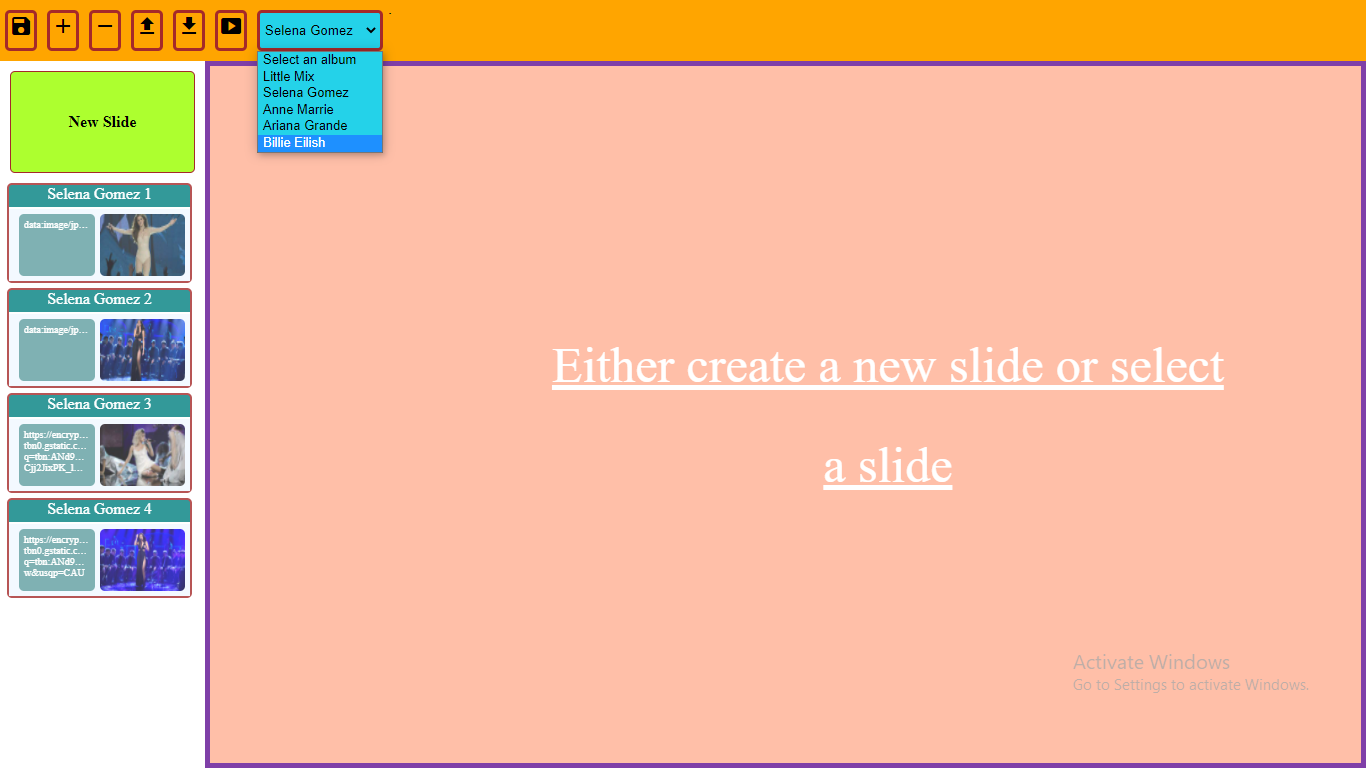 Selena Gomez
Select an album
Little Mix
Selena Gomez
Anne Marrie
Ariana Grande
Billie Eilish
New Slide
Selena Gomez 1
data:image/jp...
Selena Gomez 2
data:image/jp...
Selena Gomez 3
https://encryp...
tbn0.gstatic.c...
q=tbn:ANd9...
Cjj2JixPK_1...
Selena Gomez 4
https://encryp...
tbn0.gstatic.c...
q=tbn:ANd9...
w&usqp=CAU
Either create a new slide or select
a slide
Activate Windows
Go to Settings to activate Windows.